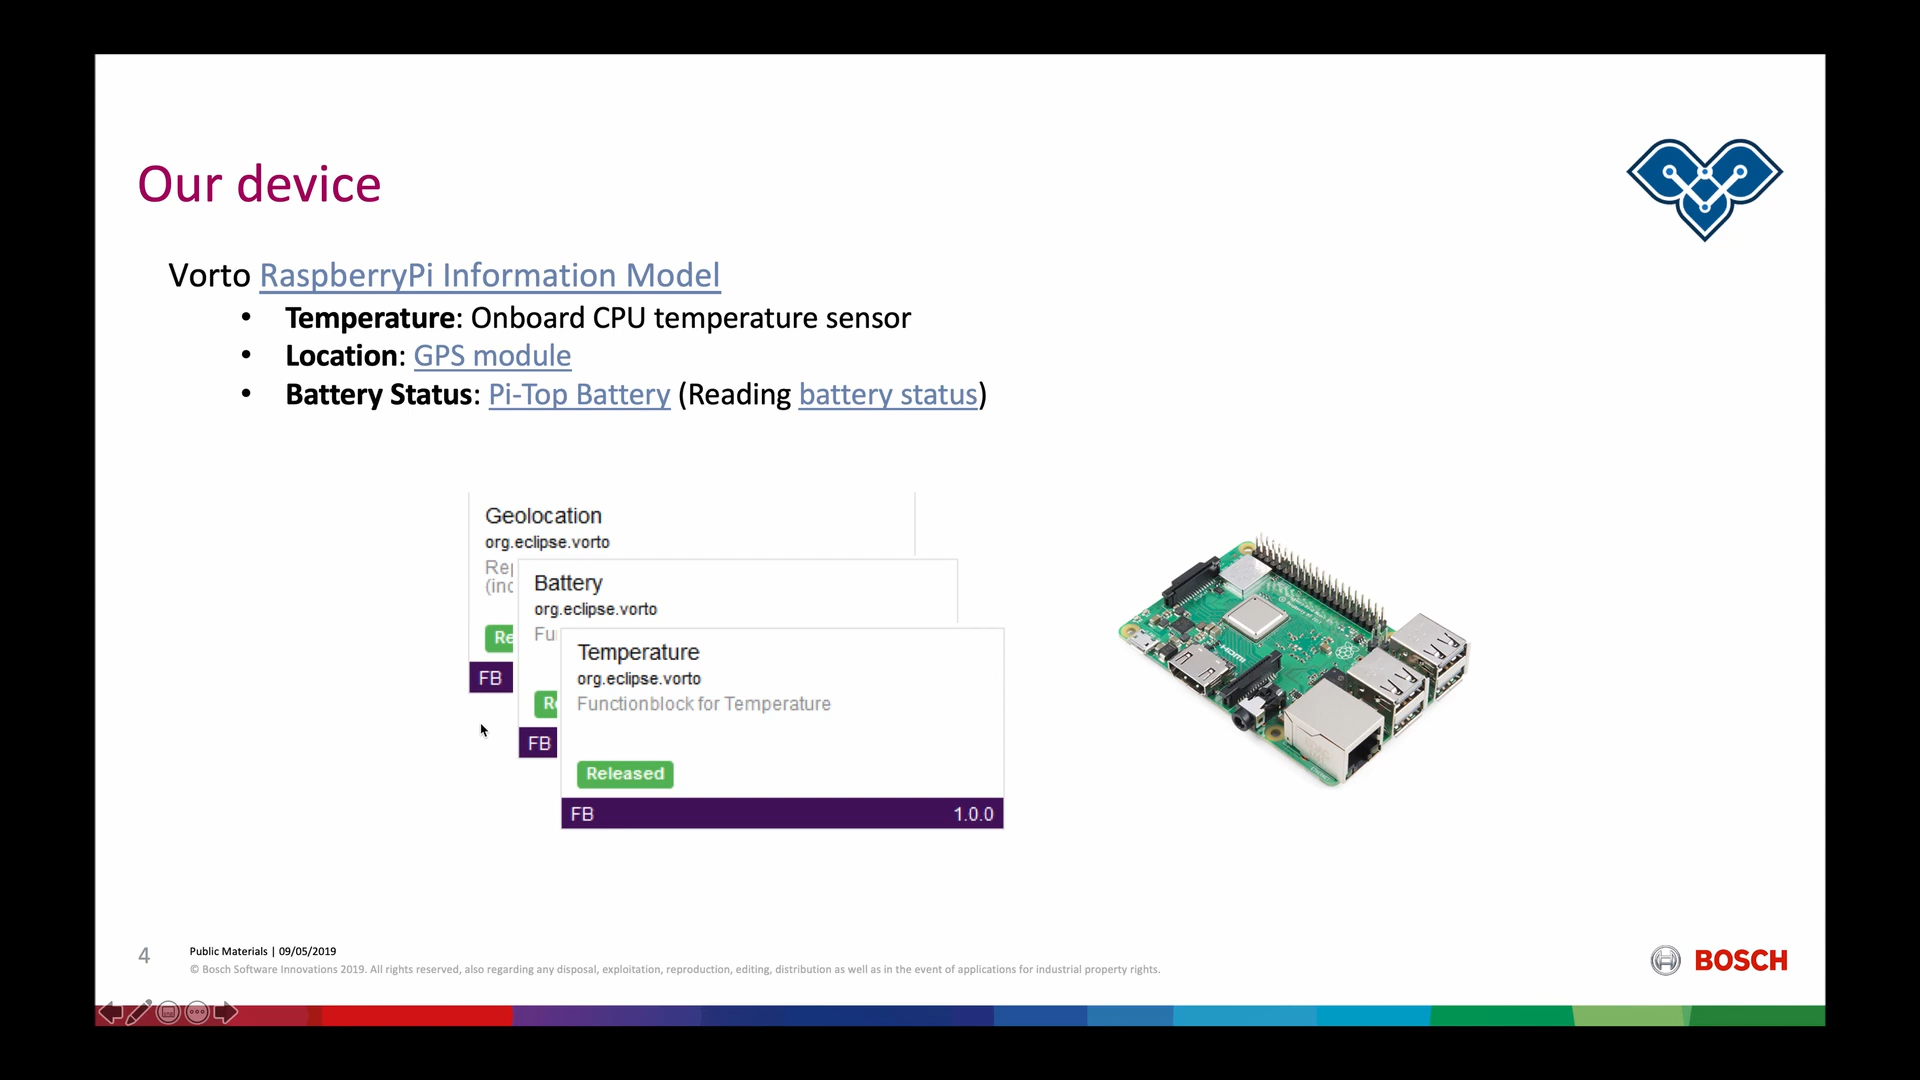 Our device
Vorto RaspberryPi Information Model
• Temperature: Onboard CPU temperature sensor
• Location: GPS module
• Battery Status: Pi-Top Battery (Reading battery status)
Geolocation
org.eclipse.vorto
FB
Battery
org.eclipse.vorto
FB
Temperature
org.eclipse.vorto
Functionblock for Temperature
Released
FB 1.0.0
HDMI
4
Public Materials | 09/05/2019
© Bosch Software Innovations 2019. All rights reserved, also regarding any disposal, exploitation, reproduction, editing, distribution as well as in the event of applications for industrial property rights.
BOSCH